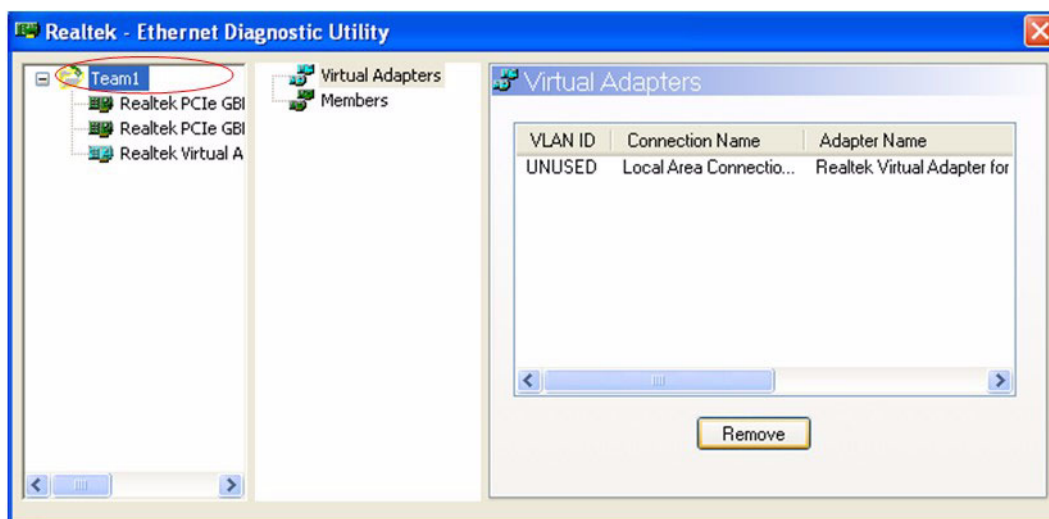 Realtek - Ethernet Diagnostic Utility
Team1
Realtek PCIe GBI
Realtek PCIe GBI
Realtek Virtual A
Virtual Adapters
Members
Virtual Adapters
VLAN ID Connection Name Adapter Name
UNUSED Local Area Connectio... Realtek Virtual Adapter for
Remove